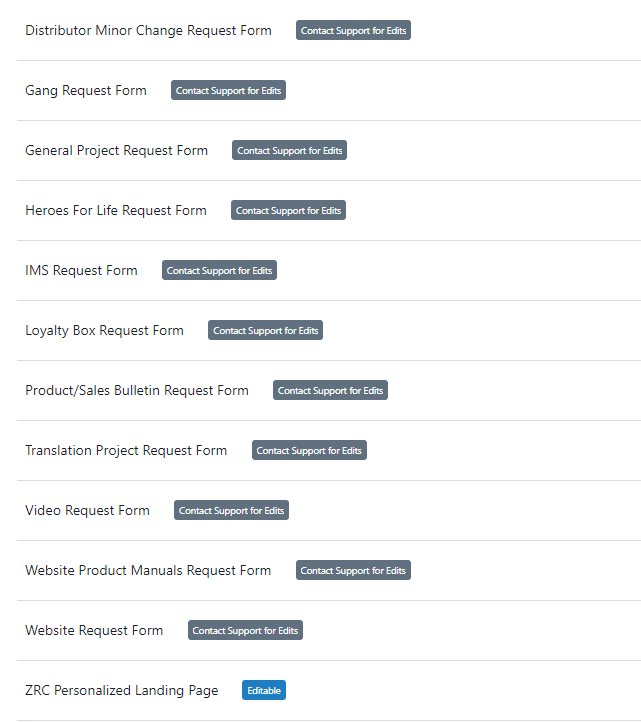 Distributor Minor Change Request Form Contact Support for Edits
Gang Request Form Contact Support for Edits
General Project Request Form Contact Support for Edits
Heroes For Life Request Form Contact Support for Edits
IMS Request Form Contact Support for Edits
Loyalty Box Request Form Contact Support for Edits
Product/Sales Bulletin Request Form Contact Support for Edits
Translation Project Request Form Contact Support for Edits
Video Request Form Contact Support for Edits
Website Product Manuals Request Form Contact Support for Edits
Website Request Form Contact Support for Edits
ZRC Personalized Landing Page Editable